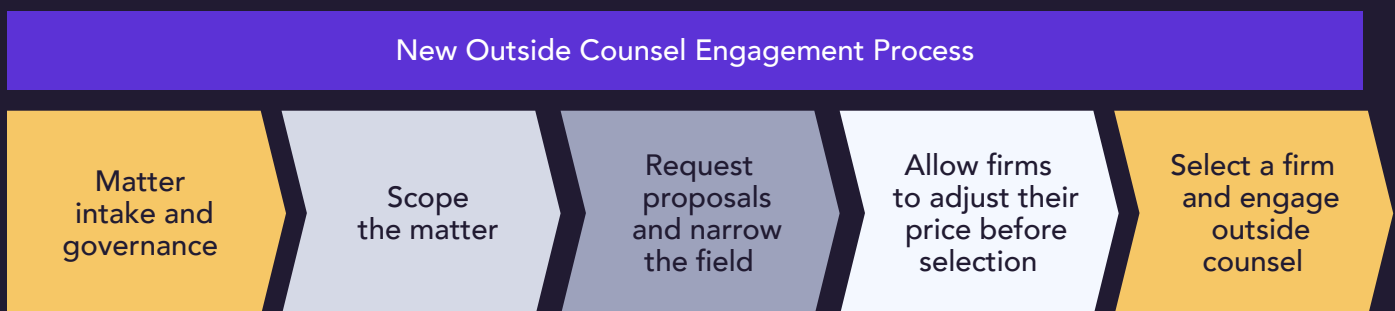 New Outside Counsel Engagement Process
Matter
intake and
governance
Scope
the matter
Request
proposals
and narrow
the field
Allow firms
to adjust their
price before
selection
Select a firm
and engage
outside
counsel